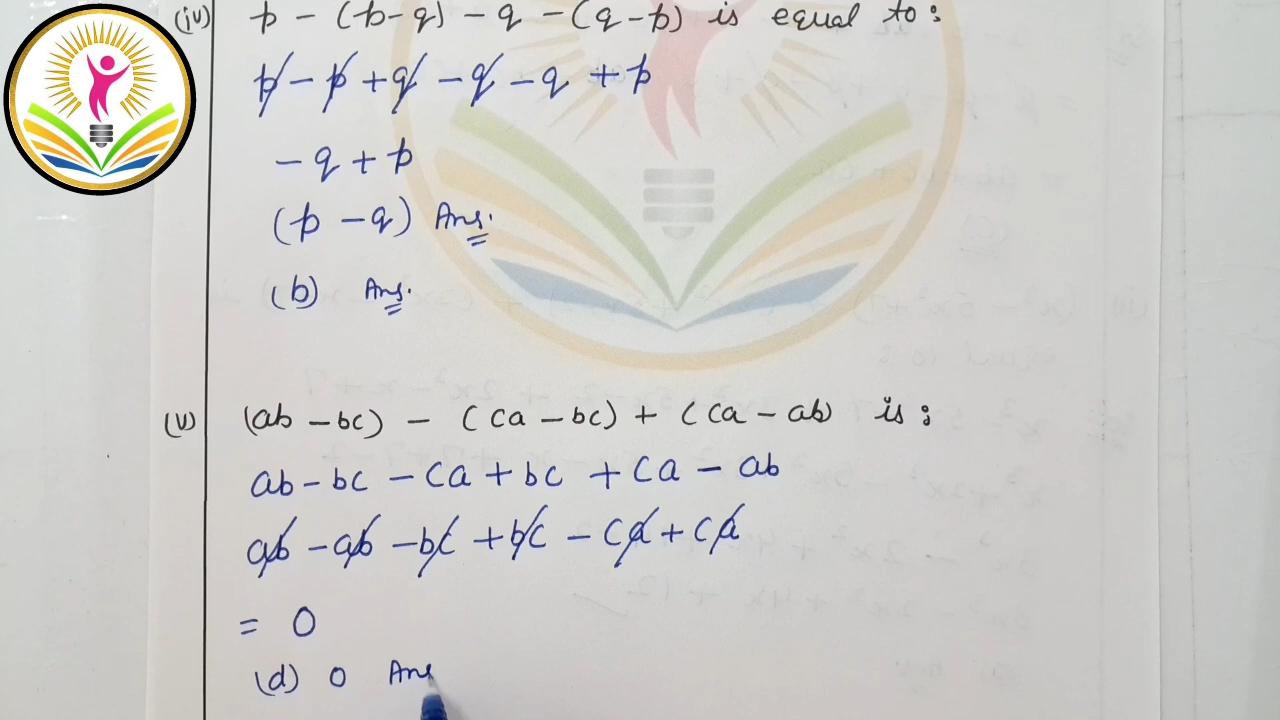 (iv) p - (p-q) - q - (q-p) is equal to:
p - p + q - q - q + p
- q + p
(p - q) Ans.
(b) Ans.
(v) (ab - bc) - (ca - bc) + (ca - ab) is:
ab - bc - ca + bc + ca - ab
ab - ab - bc + bc - ca + ca
= 0
(d) 0 Ans